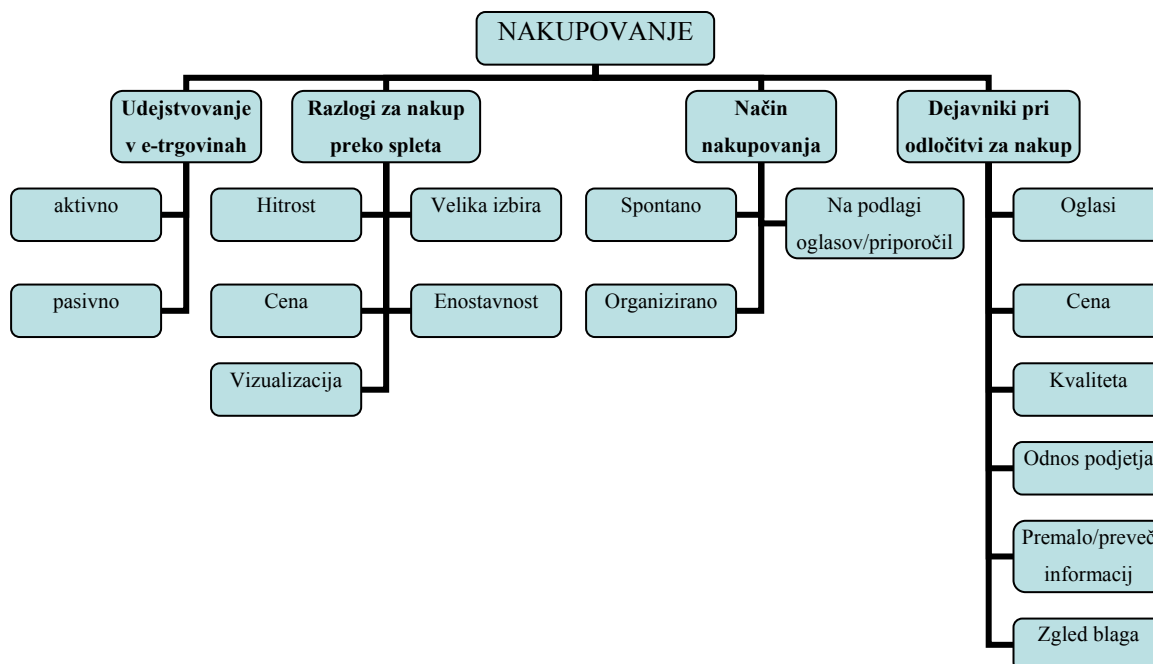 NAKUPOVANJE
Udejstvovanje
v e-trgovinah
aktivno
pasivno
Razlogi za nakup
preko spleta
Hitrost
Velika izbira
Cena
Enostavnost
Vizualizacija
Način
nakupovanja
Spontano
Na podlagi
oglasov/priporočil
Organizirano
Dejavniki pri
odločitvi za nakup
Oglasi
Cena
Kvaliteta
Odnos podjetja
Premalo/preveč
informacij
Zgled blaga